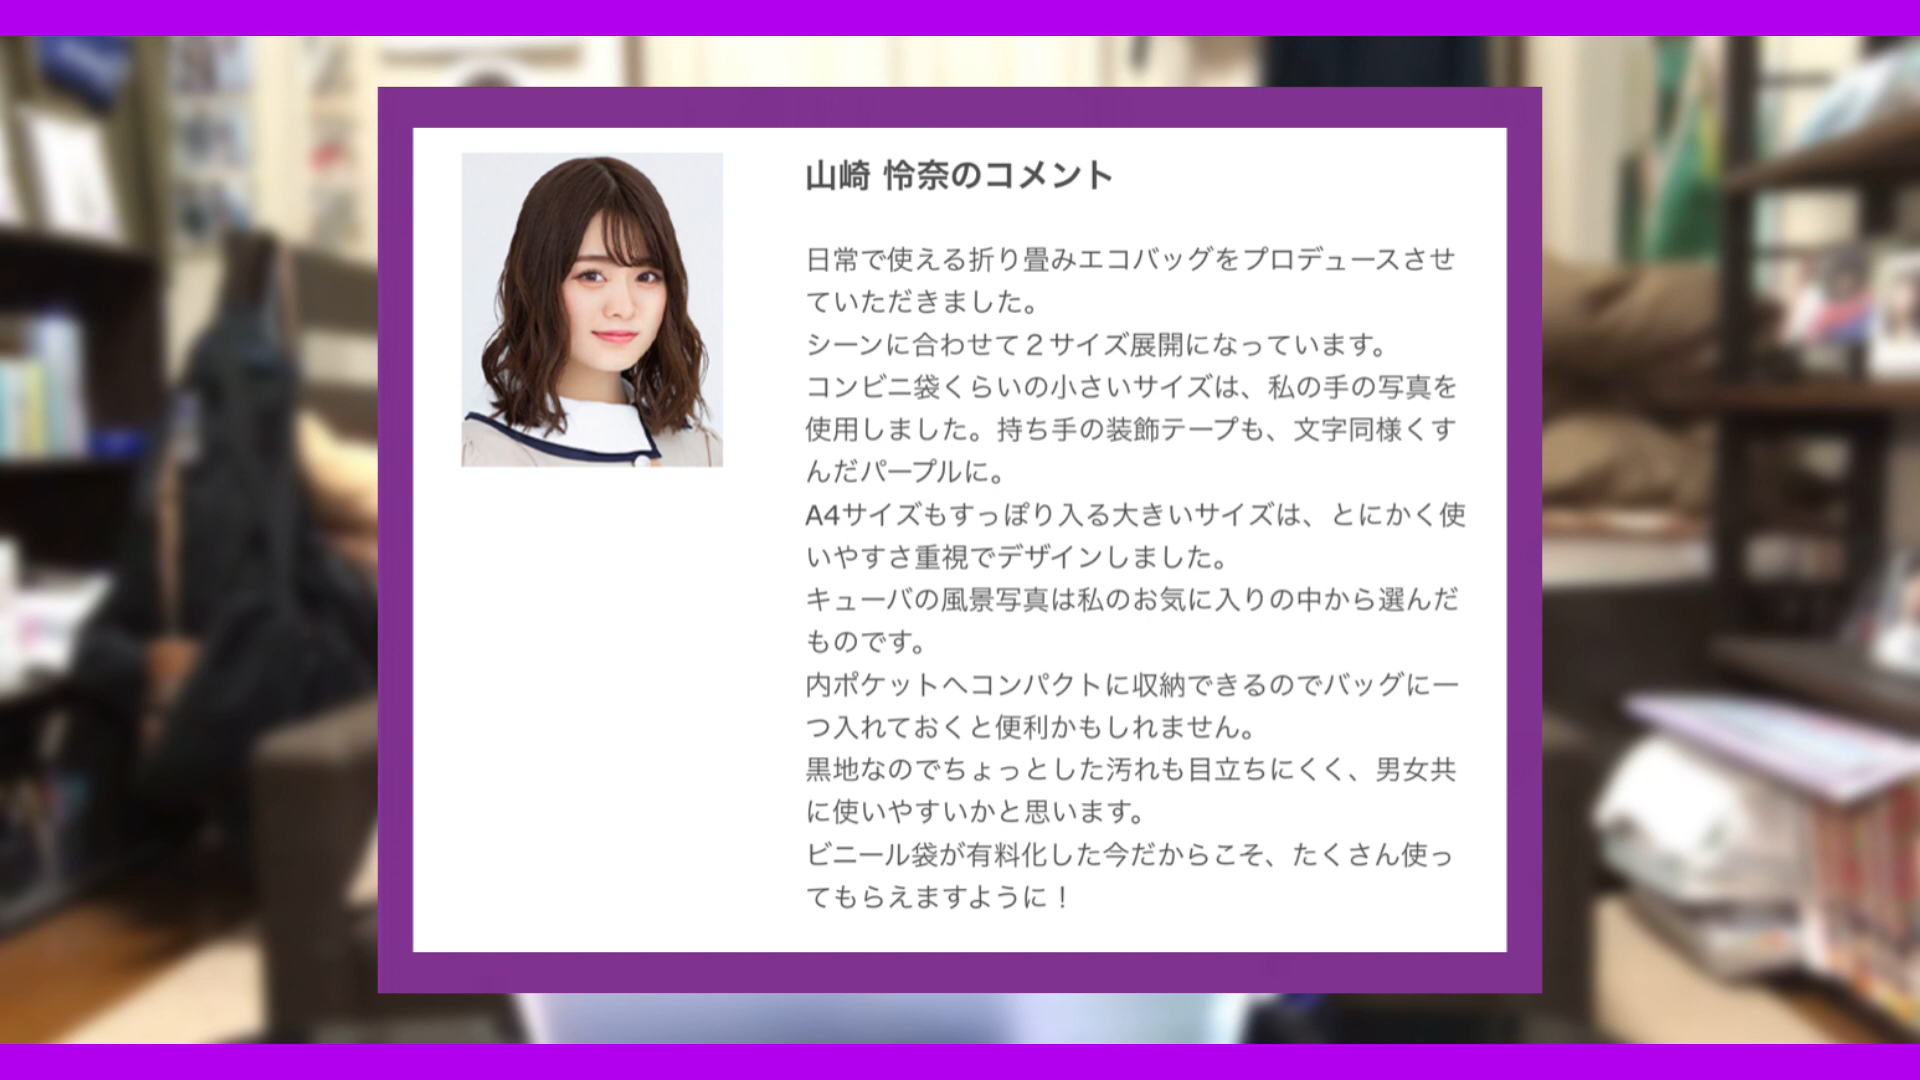 山崎 怜奈のコメント
日常で使える折り畳みエコバッグをプロデュースさせ
ていただきました。
シーンに合わせて２サイズ展開になっています。
コンビニ袋くらいの小さいサイズは、私の手の写真を
使用しました。持ち手の装飾テープも、文字同様くす
んだパープルに。
A4サイズもすっぽり入る大きいサイズは、とにかく使
いやすさ重視でデザインしました。
キューバの風景写真は私のお気に入りの中から選んだ
ものです。
内ポケットへコンパクトに収納できるのでバッグに一
つ入れておくと便利かもしれません。
黒地なのでちょっとした汚れも目立ちにくく、男女共
に使いやすいかと思います。
ビニール袋が有料化した今だからこそ、たくさん使っ
てもらえますように！